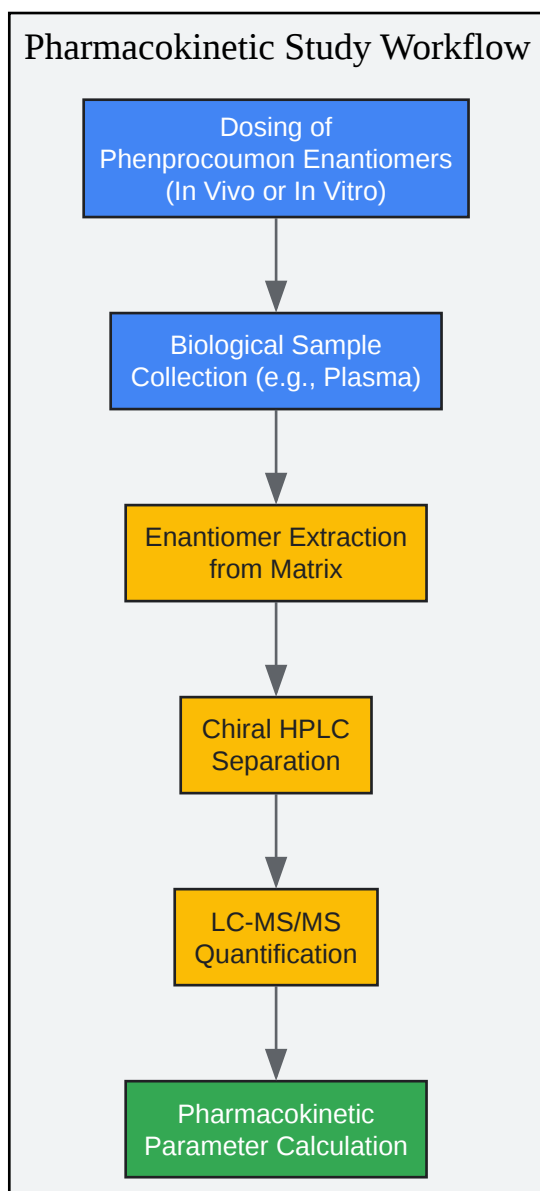 Pharmacokinetic Study Workflow
Dosing of
Phenprocoumon Enantiomers
(In Vivo or In Vitro)
Biological Sample
Collection (e.g., Plasma)
Enantiomer Extraction
from Matrix
Chiral HPLC
Separation
LC-MS/MS
Quantification
Pharmacokinetic
Parameter Calculation